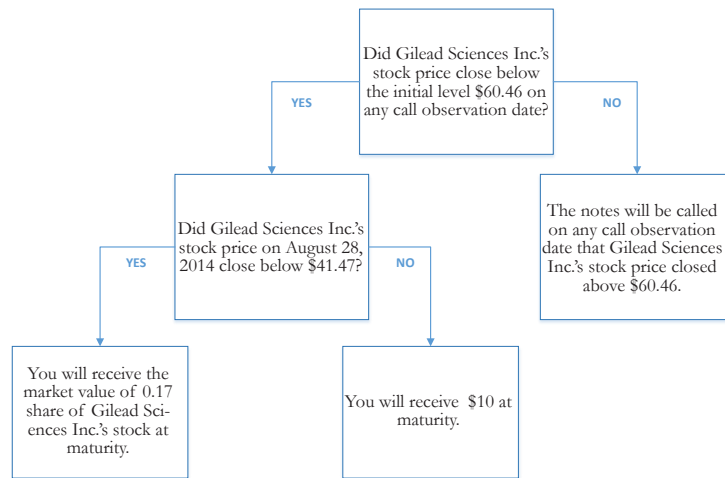 Did Gilead Sciences Inc.'s
stock price close below
the initial level $60.46 on
any call observation date?
YES
NO
Did Gilead Sciences Inc.'s
stock price on August 28,
2014 close below $41.47?
The notes will be called
on any call observation
date that Gilead Sciences
Inc.'s stock price closed
above $60.46.
YES
NO
You will receive the
market value of 0.17
share of Gilead Sci-
ences Inc.'s stock at
maturity.
You will receive $10 at
maturity.